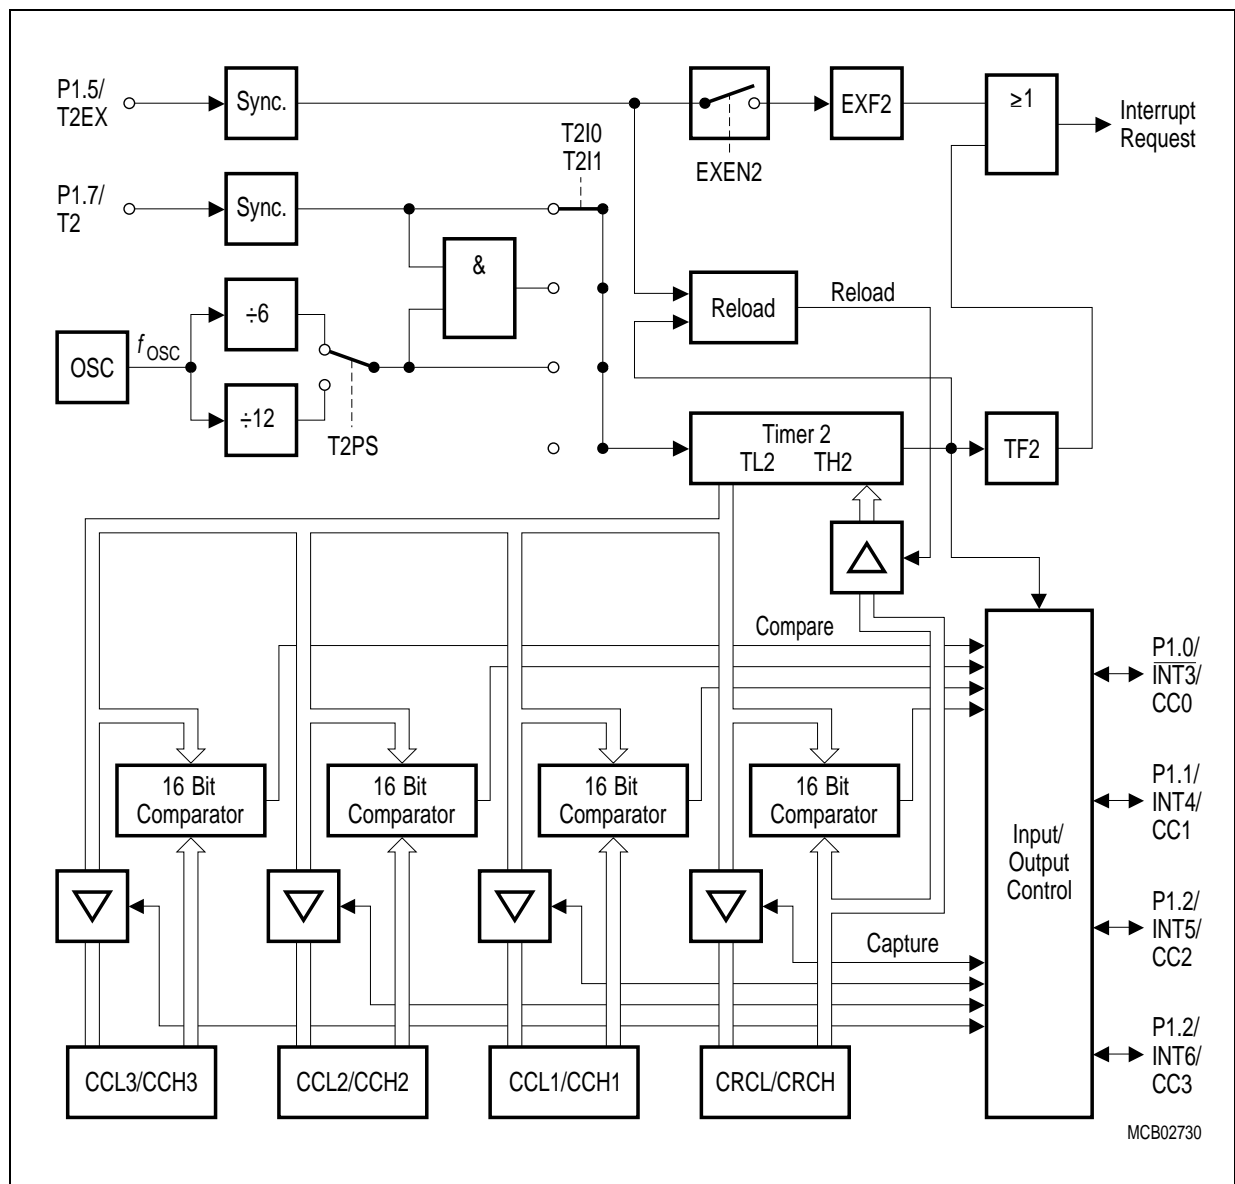 P1.5/
T2EX
Sync.
EXEN2
EXF2
≥1
Interrupt
Request
P1.7/
T2
Sync.
T2I0
T2I1
&
÷6
OSC
f OSC
÷12
T2PS
Reload
Reload
Timer 2
TL2 TH2
TF2
Compare
16 Bit
Comparator
16 Bit
Comparator
16 Bit
Comparator
16 Bit
Comparator
Capture
Input/
Output
Control
P1.0/
INT3/
CC0
P1.1/
INT4/
CC1
P1.2/
INT5/
CC2
P1.2/
INT6/
CC3
CCL3/CCH3
CCL2/CCH2
CCL1/CCH1
CRCL/CRCH
MCB02730